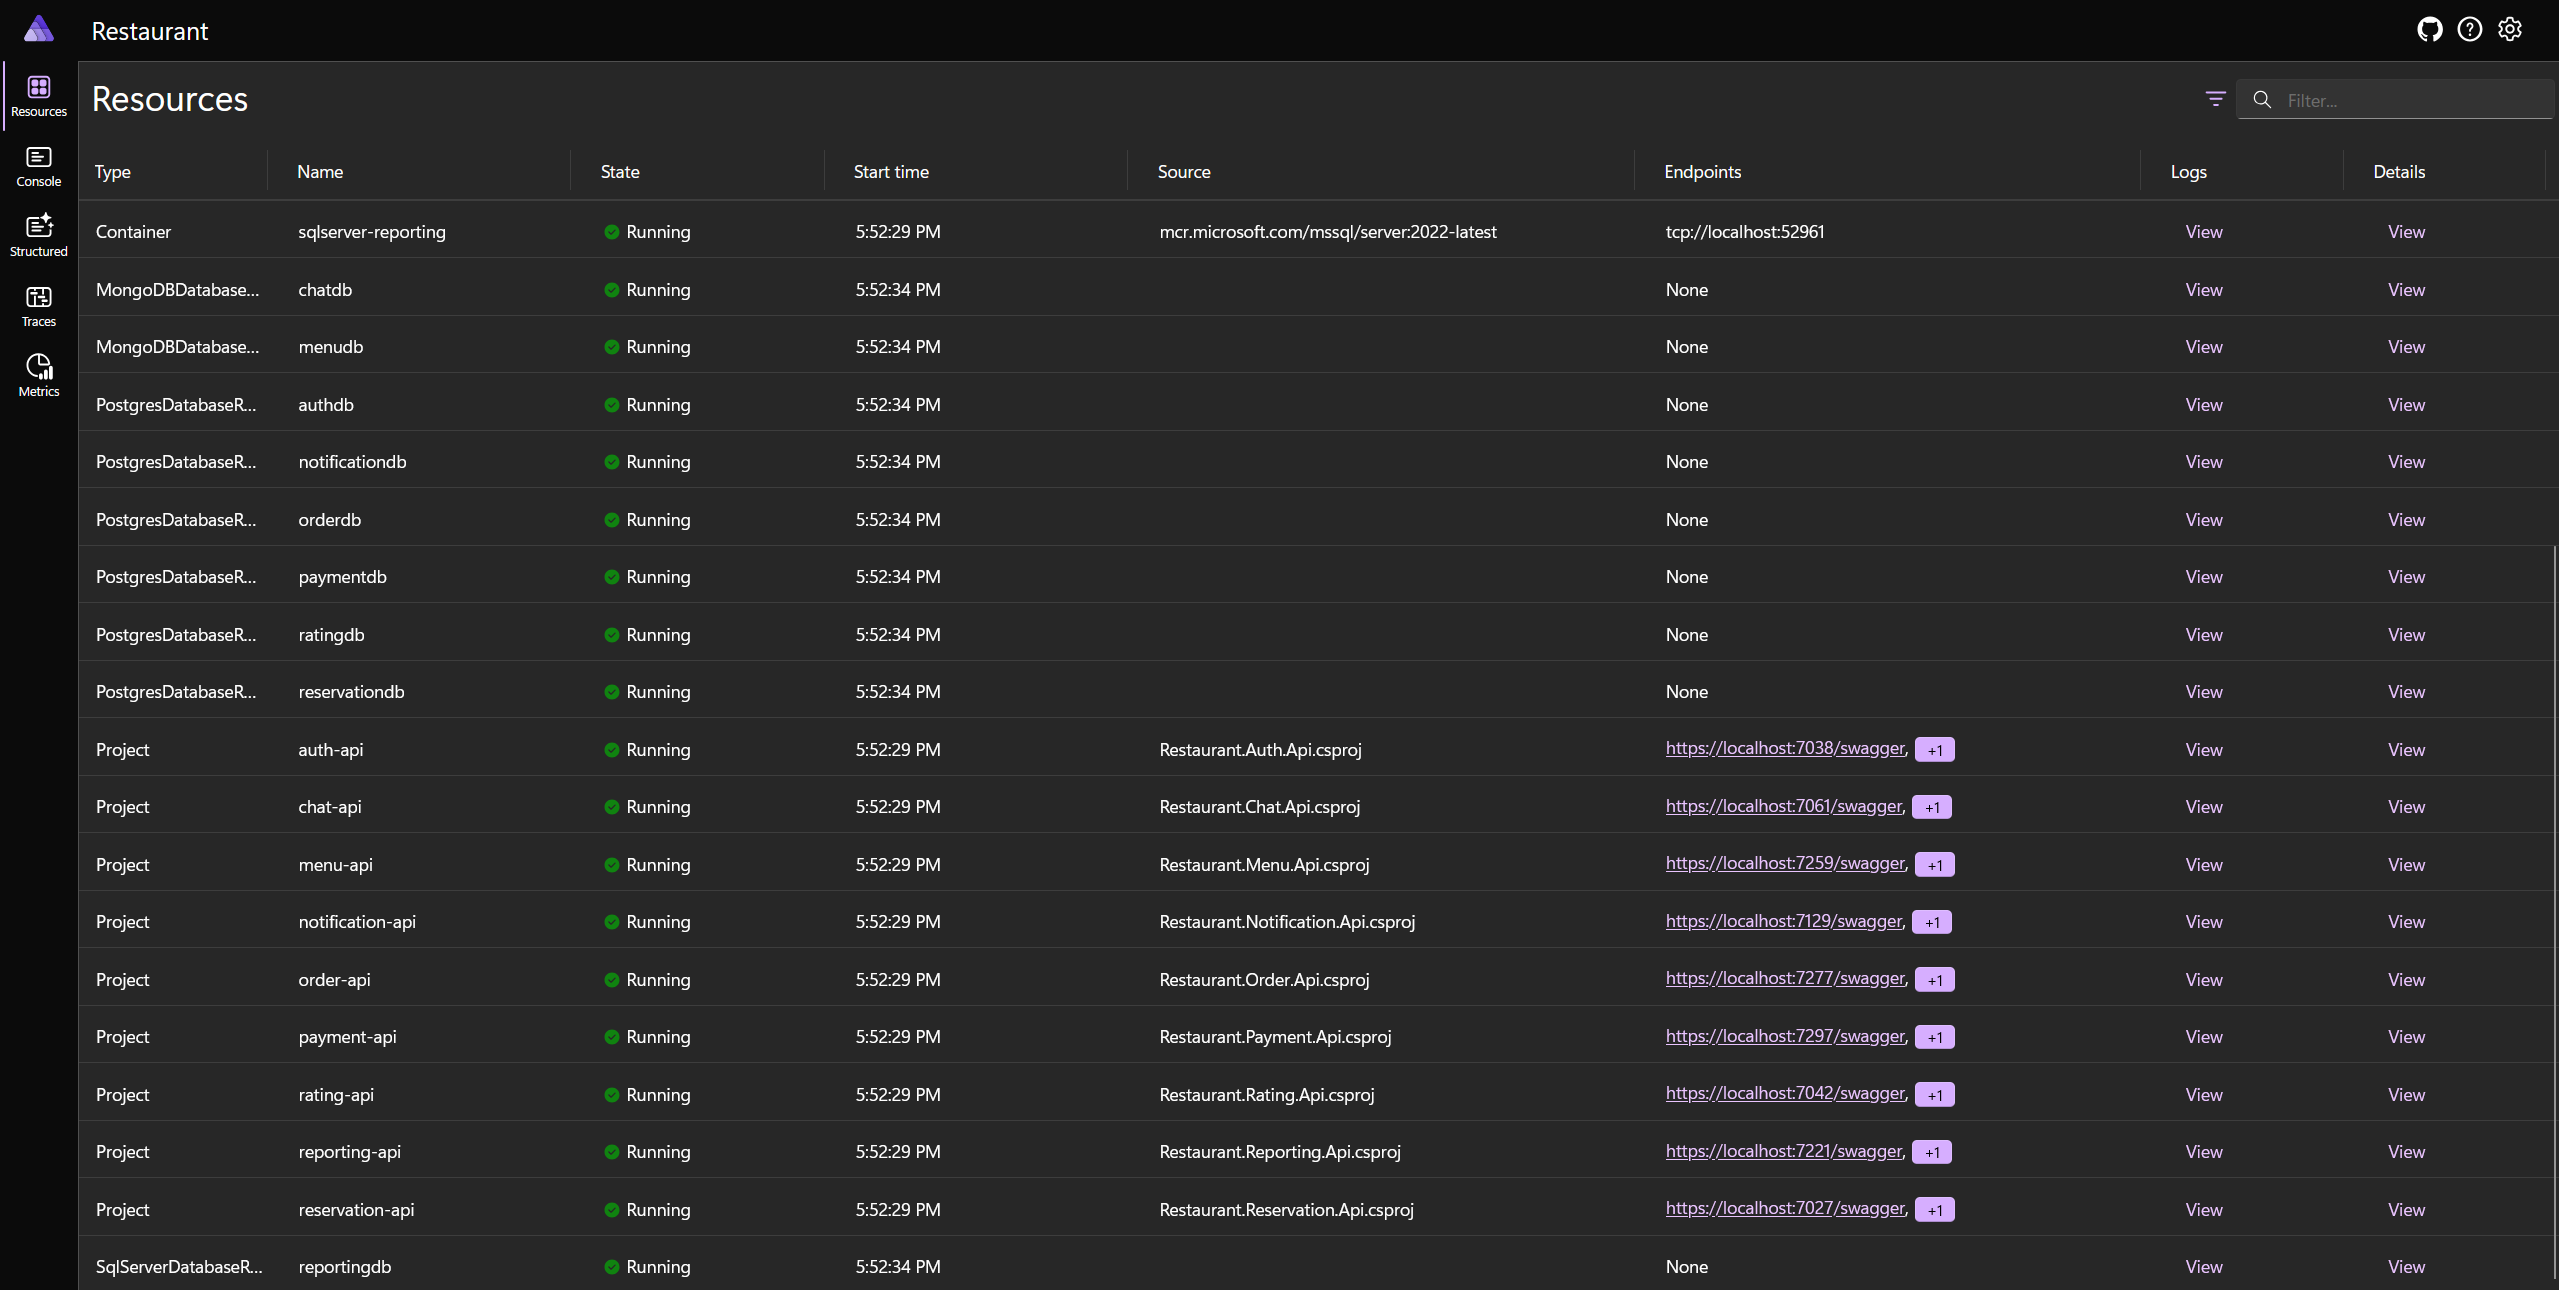 Restaurant
Resources
Console
Structured
Traces
Metrics
Resources
Filter...
Type Name State Start time Source Endpoints Logs Details
Container sqlserver-reporting Running 5:52:29 PM mcr.microsoft.com/mssql/server:2022-latest tcp://localhost:52961 View View
MongoDBDatabase... chatdb Running 5:52:34 PM None View View
MongoDBDatabase... menudb Running 5:52:34 PM None View View
PostgresDatabaseR... authdb Running 5:52:34 PM None View View
PostgresDatabaseR... notificationdb Running 5:52:34 PM None View View
PostgresDatabaseR... orderdb Running 5:52:34 PM None View View
PostgresDatabaseR... paymentdb Running 5:52:34 PM None View View
PostgresDatabaseR... ratingdb Running 5:52:34 PM None View View
PostgresDatabaseR... reservationdb Running 5:52:34 PM None View View
Project auth-api Running 5:52:29 PM Restaurant.Auth.Api.csproj https://localhost:7038/swagger, +1 View View
Project chat-api Running 5:52:29 PM Restaurant.Chat.Api.csproj https://localhost:7061/swagger, +1 View View
Project menu-api Running 5:52:29 PM Restaurant.Menu.Api.csproj https://localhost:7259/swagger, +1 View View
Project notification-api Running 5:52:29 PM Restaurant.Notification.Api.csproj https://localhost:7129/swagger, +1 View View
Project order-api Running 5:52:29 PM Restaurant.Order.Api.csproj https://localhost:7277/swagger, +1 View View
Project payment-api Running 5:52:29 PM Restaurant.Payment.Api.csproj https://localhost:7297/swagger, +1 View View
Project rating-api Running 5:52:29 PM Restaurant.Rating.Api.csproj https://localhost:7042/swagger, +1 View View
Project reporting-api Running 5:52:29 PM Restaurant.Reporting.Api.csproj https://localhost:7221/swagger, +1 View View
Project reservation-api Running 5:52:29 PM Restaurant.Reservation.Api.csproj https://localhost:7027/swagger, +1 View View
SqlServerDatabaseR... reportingdb Running 5:52:34 PM None View View